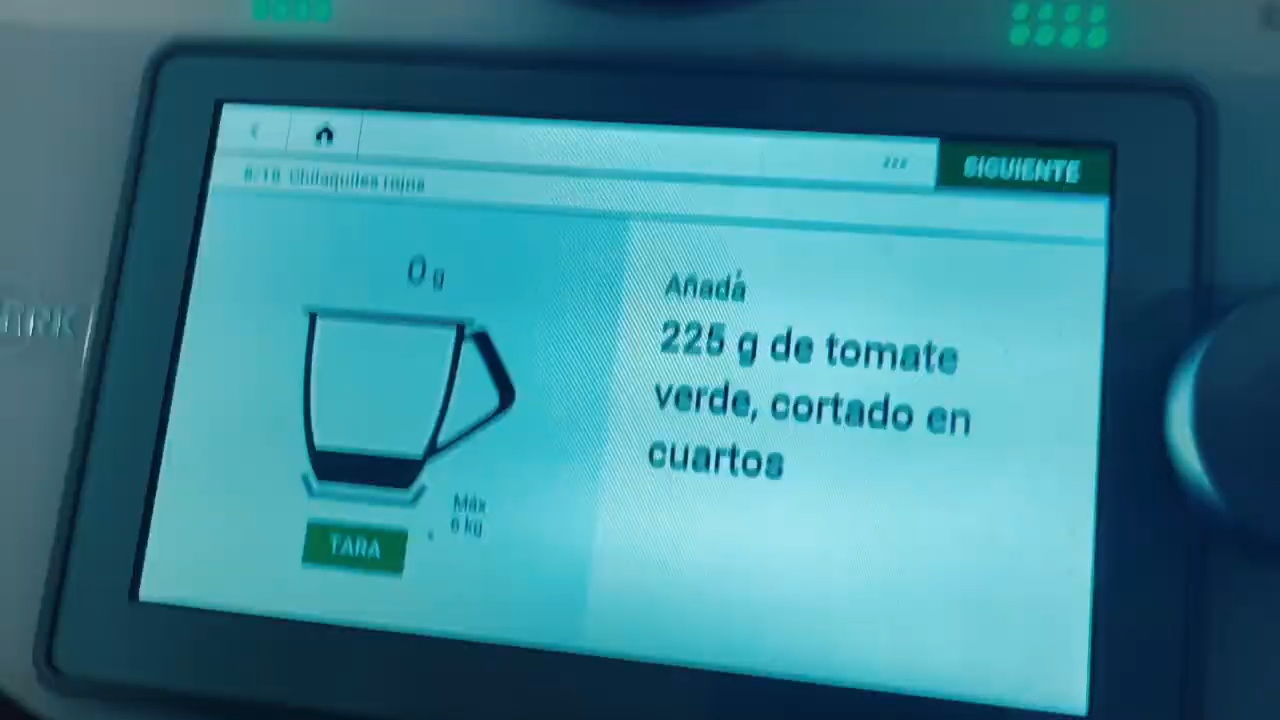 SIGUIENTE
Chilaquiles rojos
0 g
Añadá
225 g de tomate
verde, cortado en
cuartos
Máx
6 kg
TARA